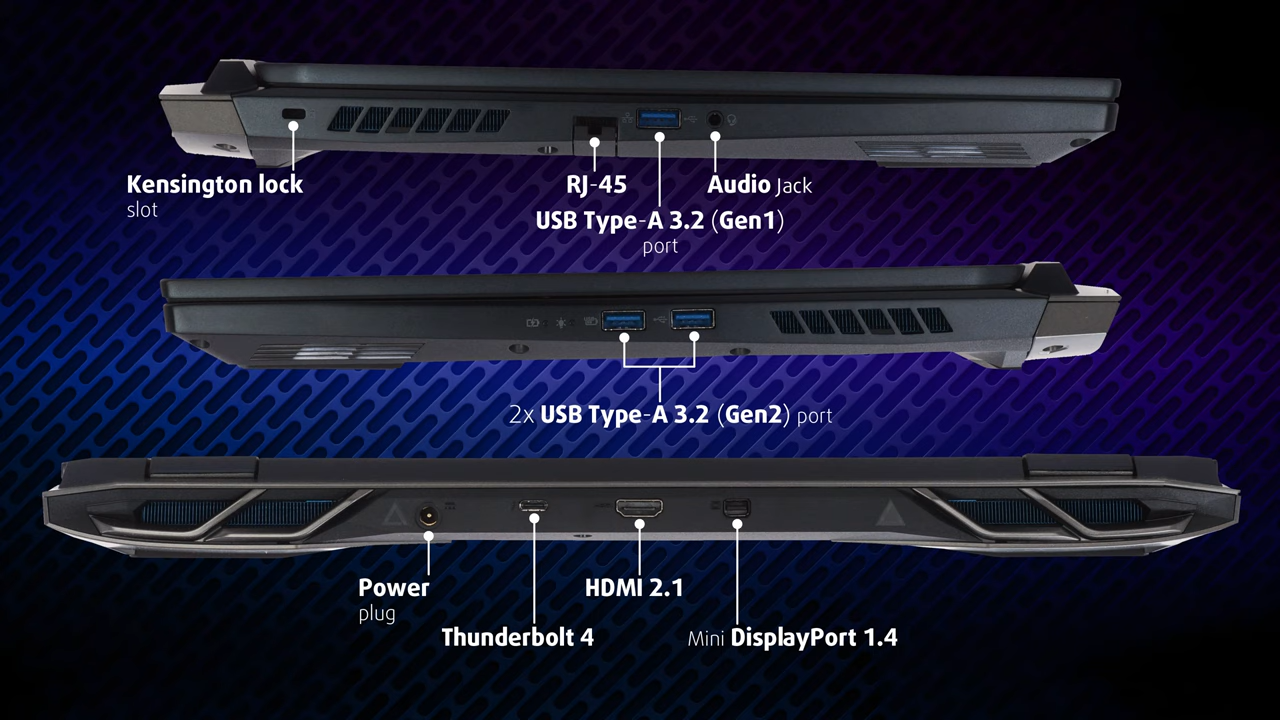 Kensington lock
slot
RJ-45
Audio Jack
USB Type-A 3.2 (Gen1)
port
2x USB Type-A 3.2 (Gen2) port
Power
plug
HDMI 2.1
Thunderbolt 4
Mini DisplayPort 1.4